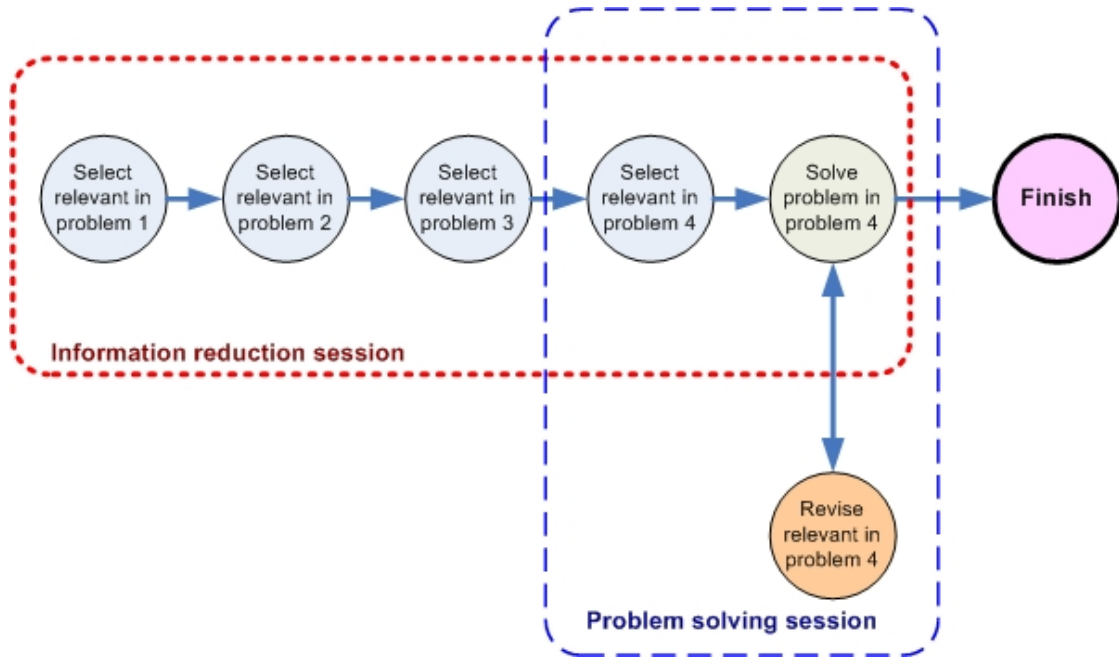 Select
relevant in
problem 1
Select
relevant in
problem 2
Select
relevant in
problem 3
Select
relevant in
problem 4
Solve
problem in
problem 4
Finish
Information reduction session
Revise
relevant in
problem 4
Problem solving session